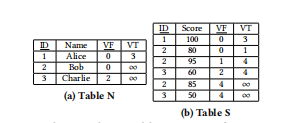 ID Name VF VT
1 Alice 0 3
2 Bob 0 ∞
3 Charlie 2 ∞
(a) Table N
ID Score VF VT
1 100 0 3
2 80 0 1
2 95 1 4
3 60 2 4
2 85 4 ∞
3 50 4 ∞
(b) Table S